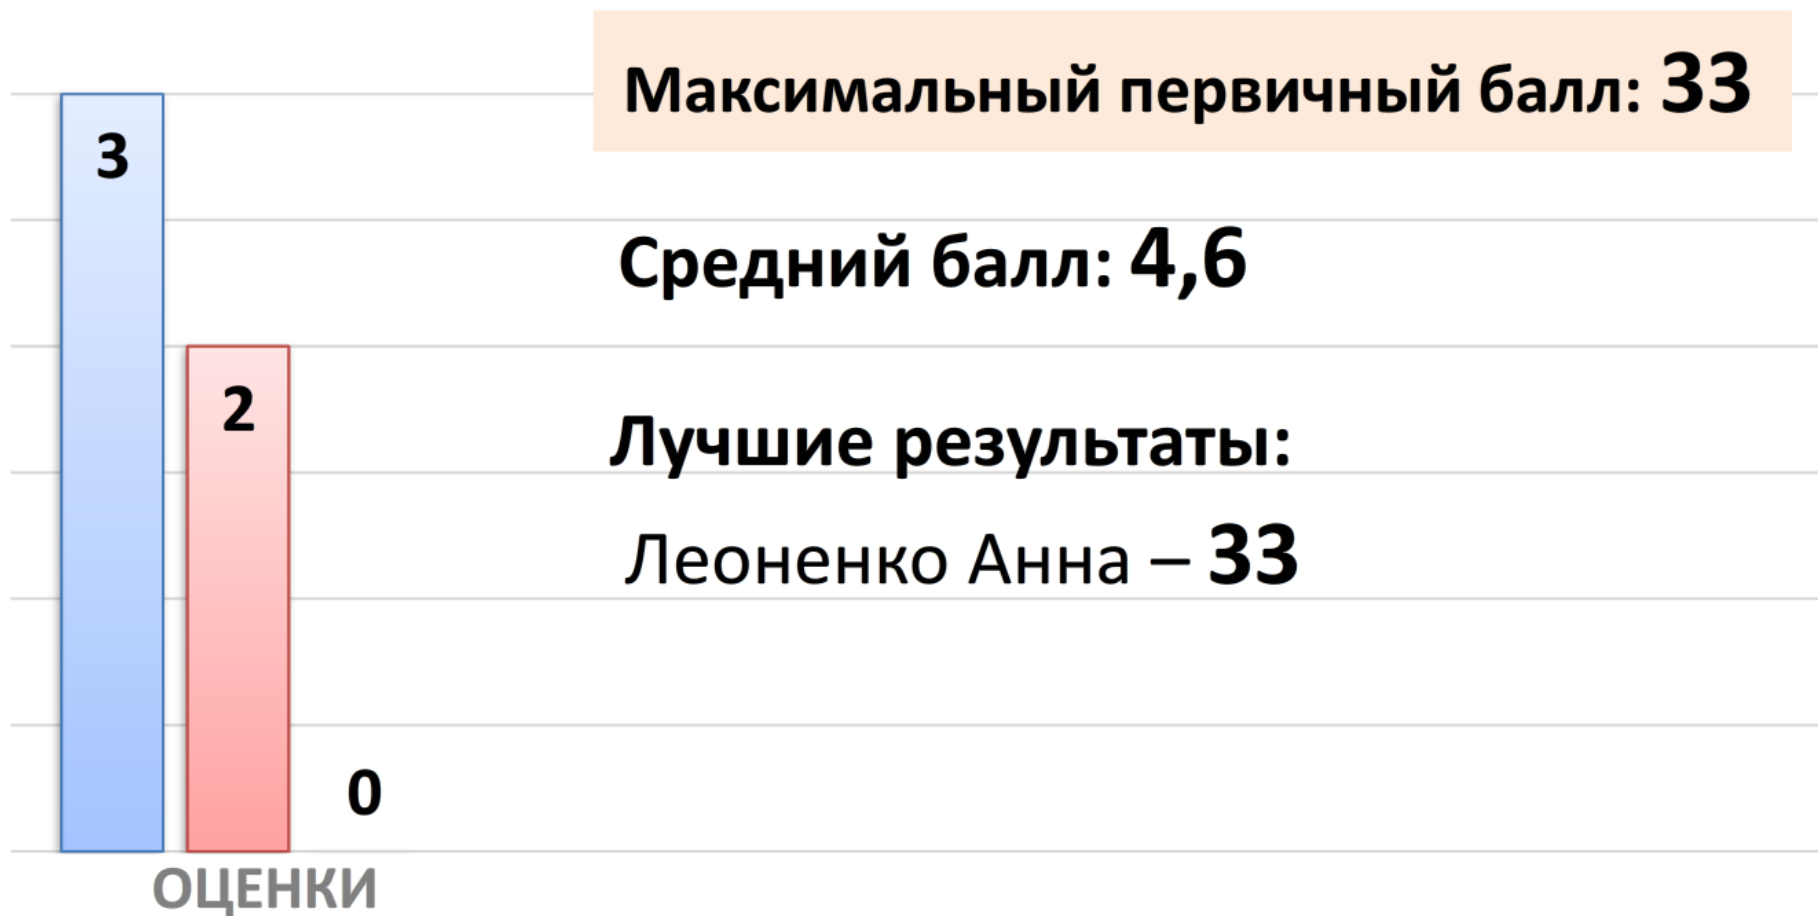 Максимальный первичный балл: 33
3
Средний балл: 4,6
2
Лучшие результаты:
Леоненко Анна – 33
0
ОЦЕНКИ